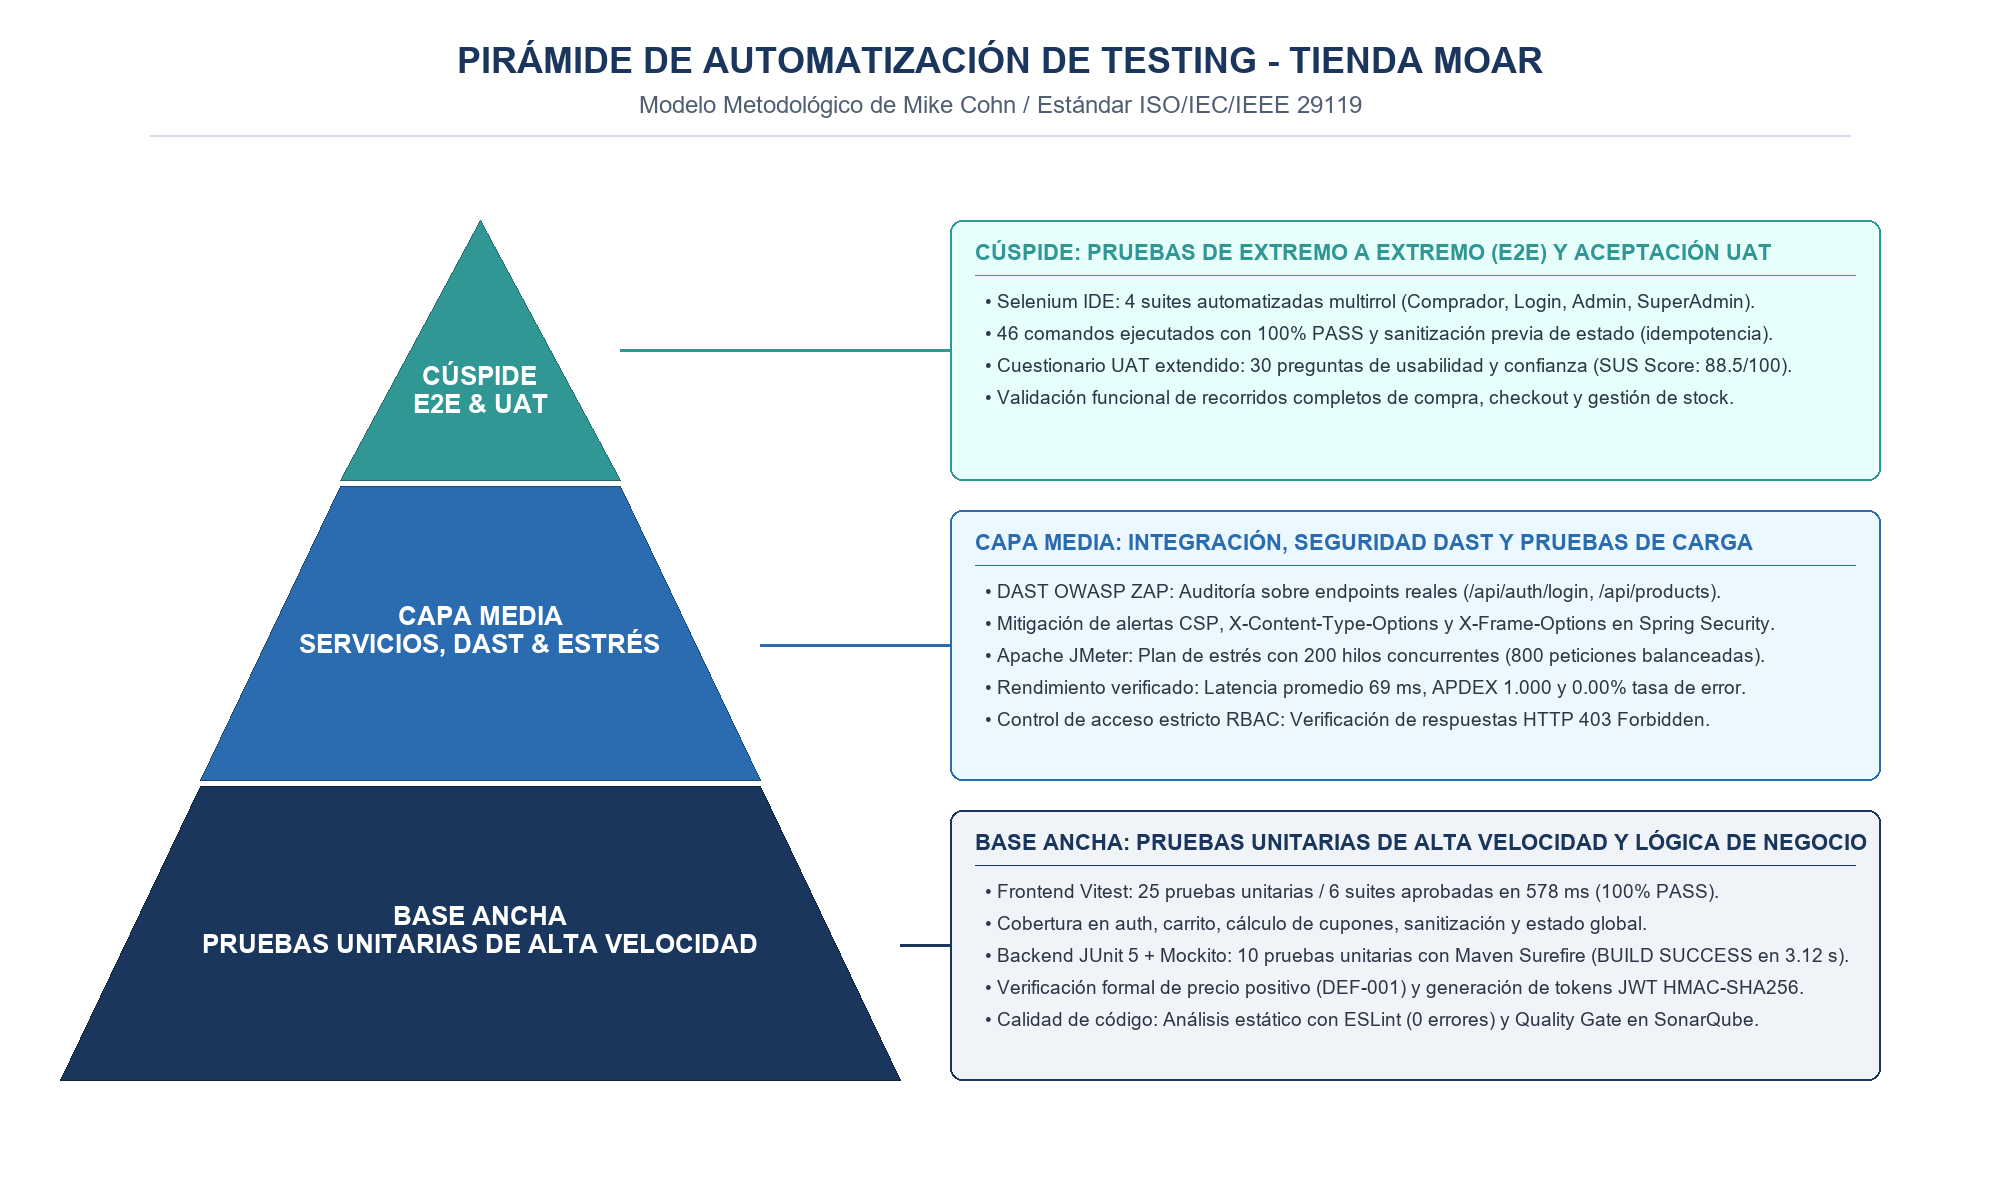 PIRÁMIDE DE AUTOMATIZACIÓN DE TESTING - TIENDA MOAR
Modelo Metodológico de Mike Cohn / Estándar ISO/IEC/IEEE 29119
CÚSPIDE
E2E & UAT
CÚSPIDE: PRUEBAS DE EXTREMO A EXTREMO (E2E) Y ACEPTACIÓN UAT
• Selenium IDE: 4 suites automatizadas multirrol (Comprador, Login, Admin, SuperAdmin).
• 46 comandos ejecutados con 100% PASS y sanitización previa de estado (idempotencia).
• Cuestionario UAT extendido: 30 preguntas de usabilidad y confianza (SUS Score: 88.5/100).
• Validación funcional de recorridos completos de compra, checkout y gestión de stock.
CAPA MEDIA
SERVICIOS, DAST & ESTRÉS
CAPA MEDIA: INTEGRACIÓN, SEGURIDAD DAST Y PRUEBAS DE CARGA
• DAST OWASP ZAP: Auditoría sobre endpoints reales (/api/auth/login, /api/products).
• Mitigación de alertas CSP, X-Content-Type-Options y X-Frame-Options en Spring Security.
• Apache JMeter: Plan de estrés con 200 hilos concurrentes (800 peticiones balanceadas).
• Rendimiento verificado: Latencia promedio 69 ms, APDEX 1.000 y 0.00% tasa de error.
• Control de acceso estricto RBAC: Verificación de respuestas HTTP 403 Forbidden.
BASE ANCHA
PRUEBAS UNITARIAS DE ALTA VELOCIDAD
BASE ANCHA: PRUEBAS UNITARIAS DE ALTA VELOCIDAD Y LÓGICA DE NEGOCIO
• Frontend Vitest: 25 pruebas unitarias / 6 suites aprobadas en 578 ms (100% PASS).
• Cobertura en auth, carrito, cálculo de cupones, sanitización y estado global.
• Backend JUnit 5 + Mockito: 10 pruebas unitarias con Maven Surefire (BUILD SUCCESS en 3.12 s).
• Verificación formal de precio positivo (DEF-001) y generación de tokens JWT HMAC-SHA256.
• Calidad de código: Análisis estático con ESLint (0 errores) y Quality Gate en SonarQube.